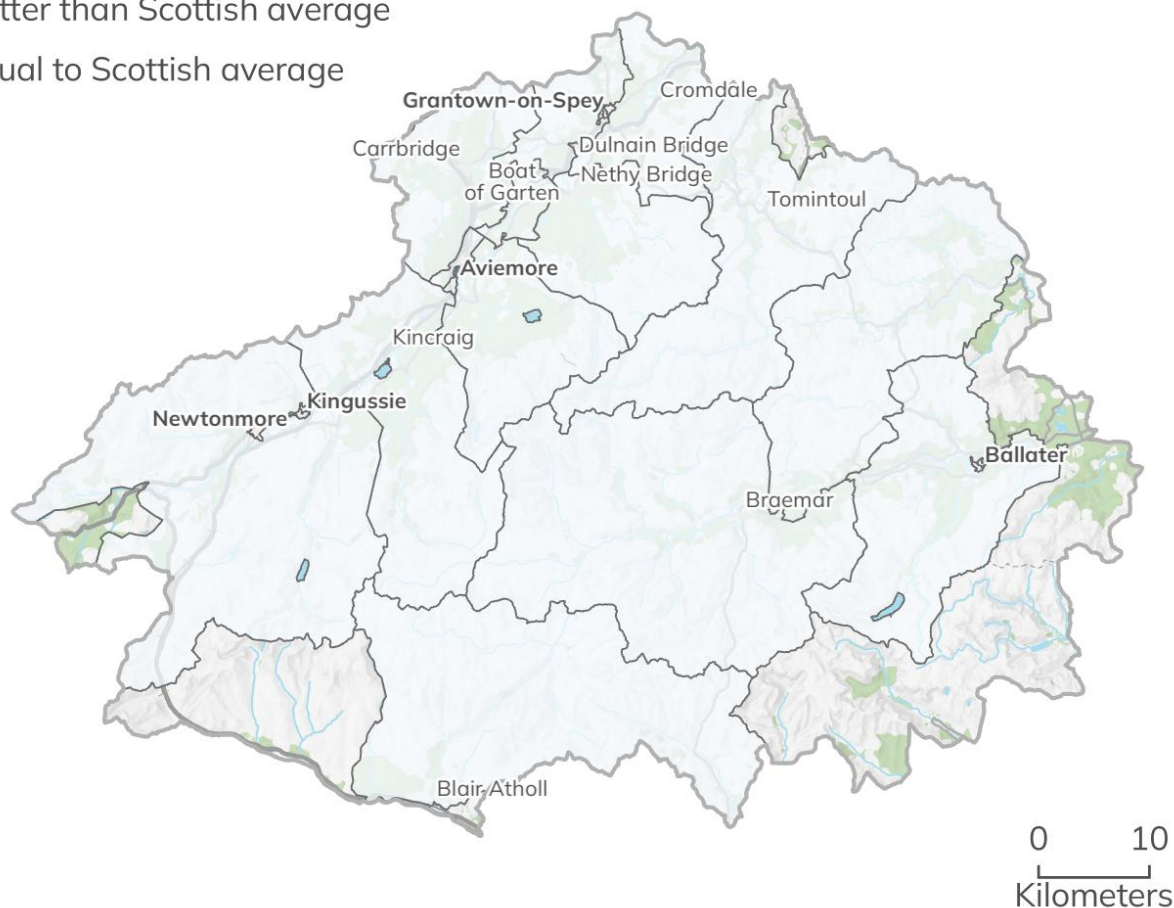 tter than Scottish average
ual to Scottish average
Cromdale
Grantown-on-Spey
Carrbridge
Dulnain Bridge
Boat
of Garten
Nethy Bridge
Tomintoul
Aviemore
Kincraig
Kingussie
Newtonmore
Ballater
Braemar
Blair Atholl
0 10
Kilometers